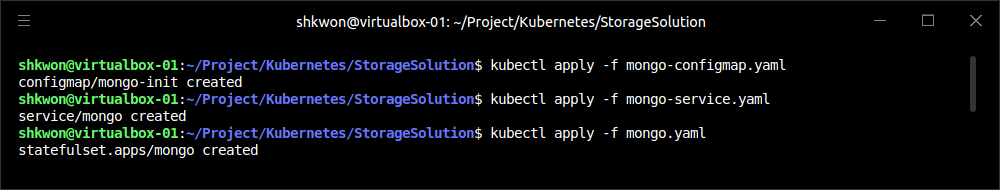 shkwon@virtualbox-01: ~/Project/Kubernetes/StorageSolution
shkwon@virtualbox-01:~/Project/Kubernetes/StorageSolution$ kubectl apply -f mongo-configmap.yaml
configmap/mongo-init created
shkwon@virtualbox-01:~/Project/Kubernetes/StorageSolution$ kubectl apply -f mongo-service.yaml
service/mongo created
shkwon@virtualbox-01:~/Project/Kubernetes/StorageSolution$ kubectl apply -f mongo.yaml
statefulset.apps/mongo created